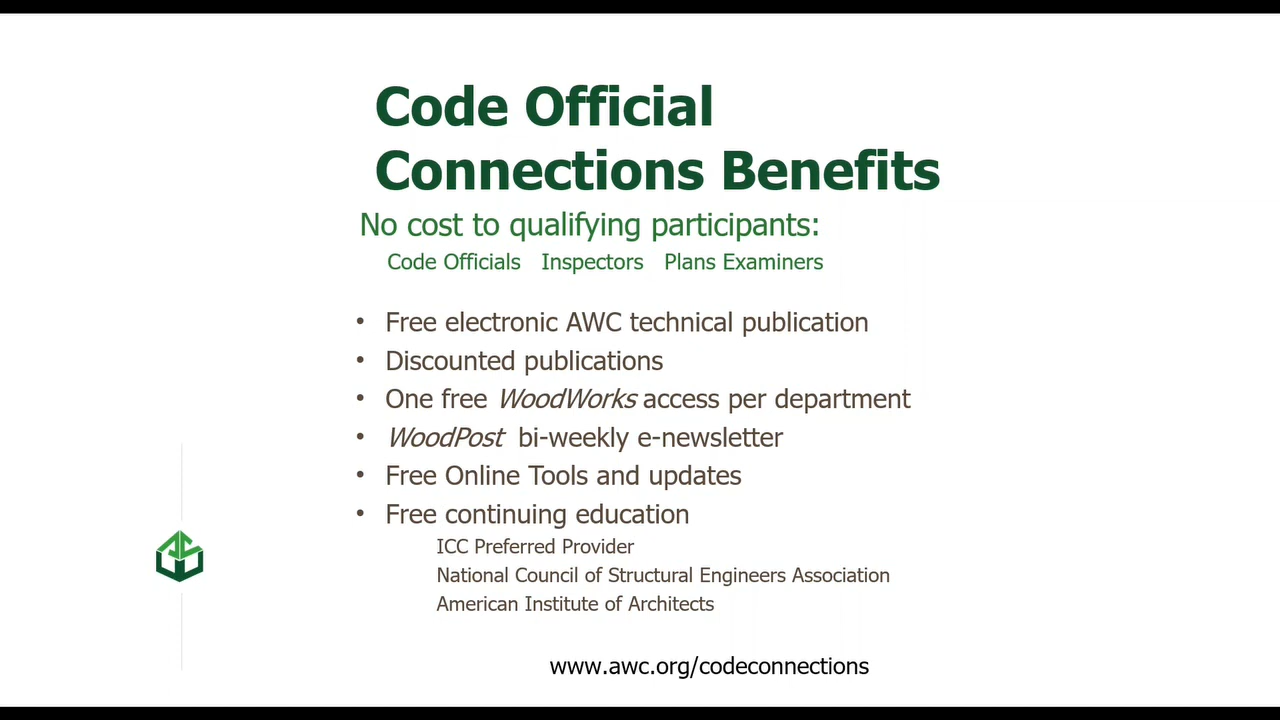 Code Official
Connections Benefits
No cost to qualifying participants:
Code Officials Inspectors Plans Examiners
• Free electronic AWC technical publication
• Discounted publications
• One free WoodWorks access per department
• WoodPost bi-weekly e-newsletter
• Free Online Tools and updates
• Free continuing education
ICC Preferred Provider
National Council of Structural Engineers Association
American Institute of Architects
www.awc.org/codeconnections